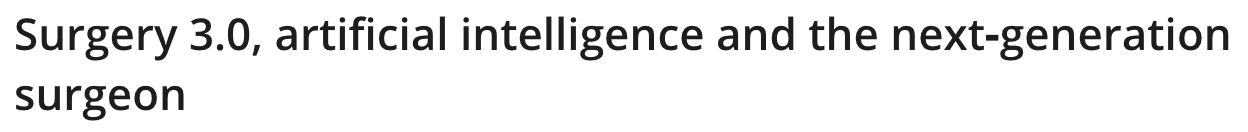 Surgery 3.0, artificial intelligence and the next-generation
surgeon